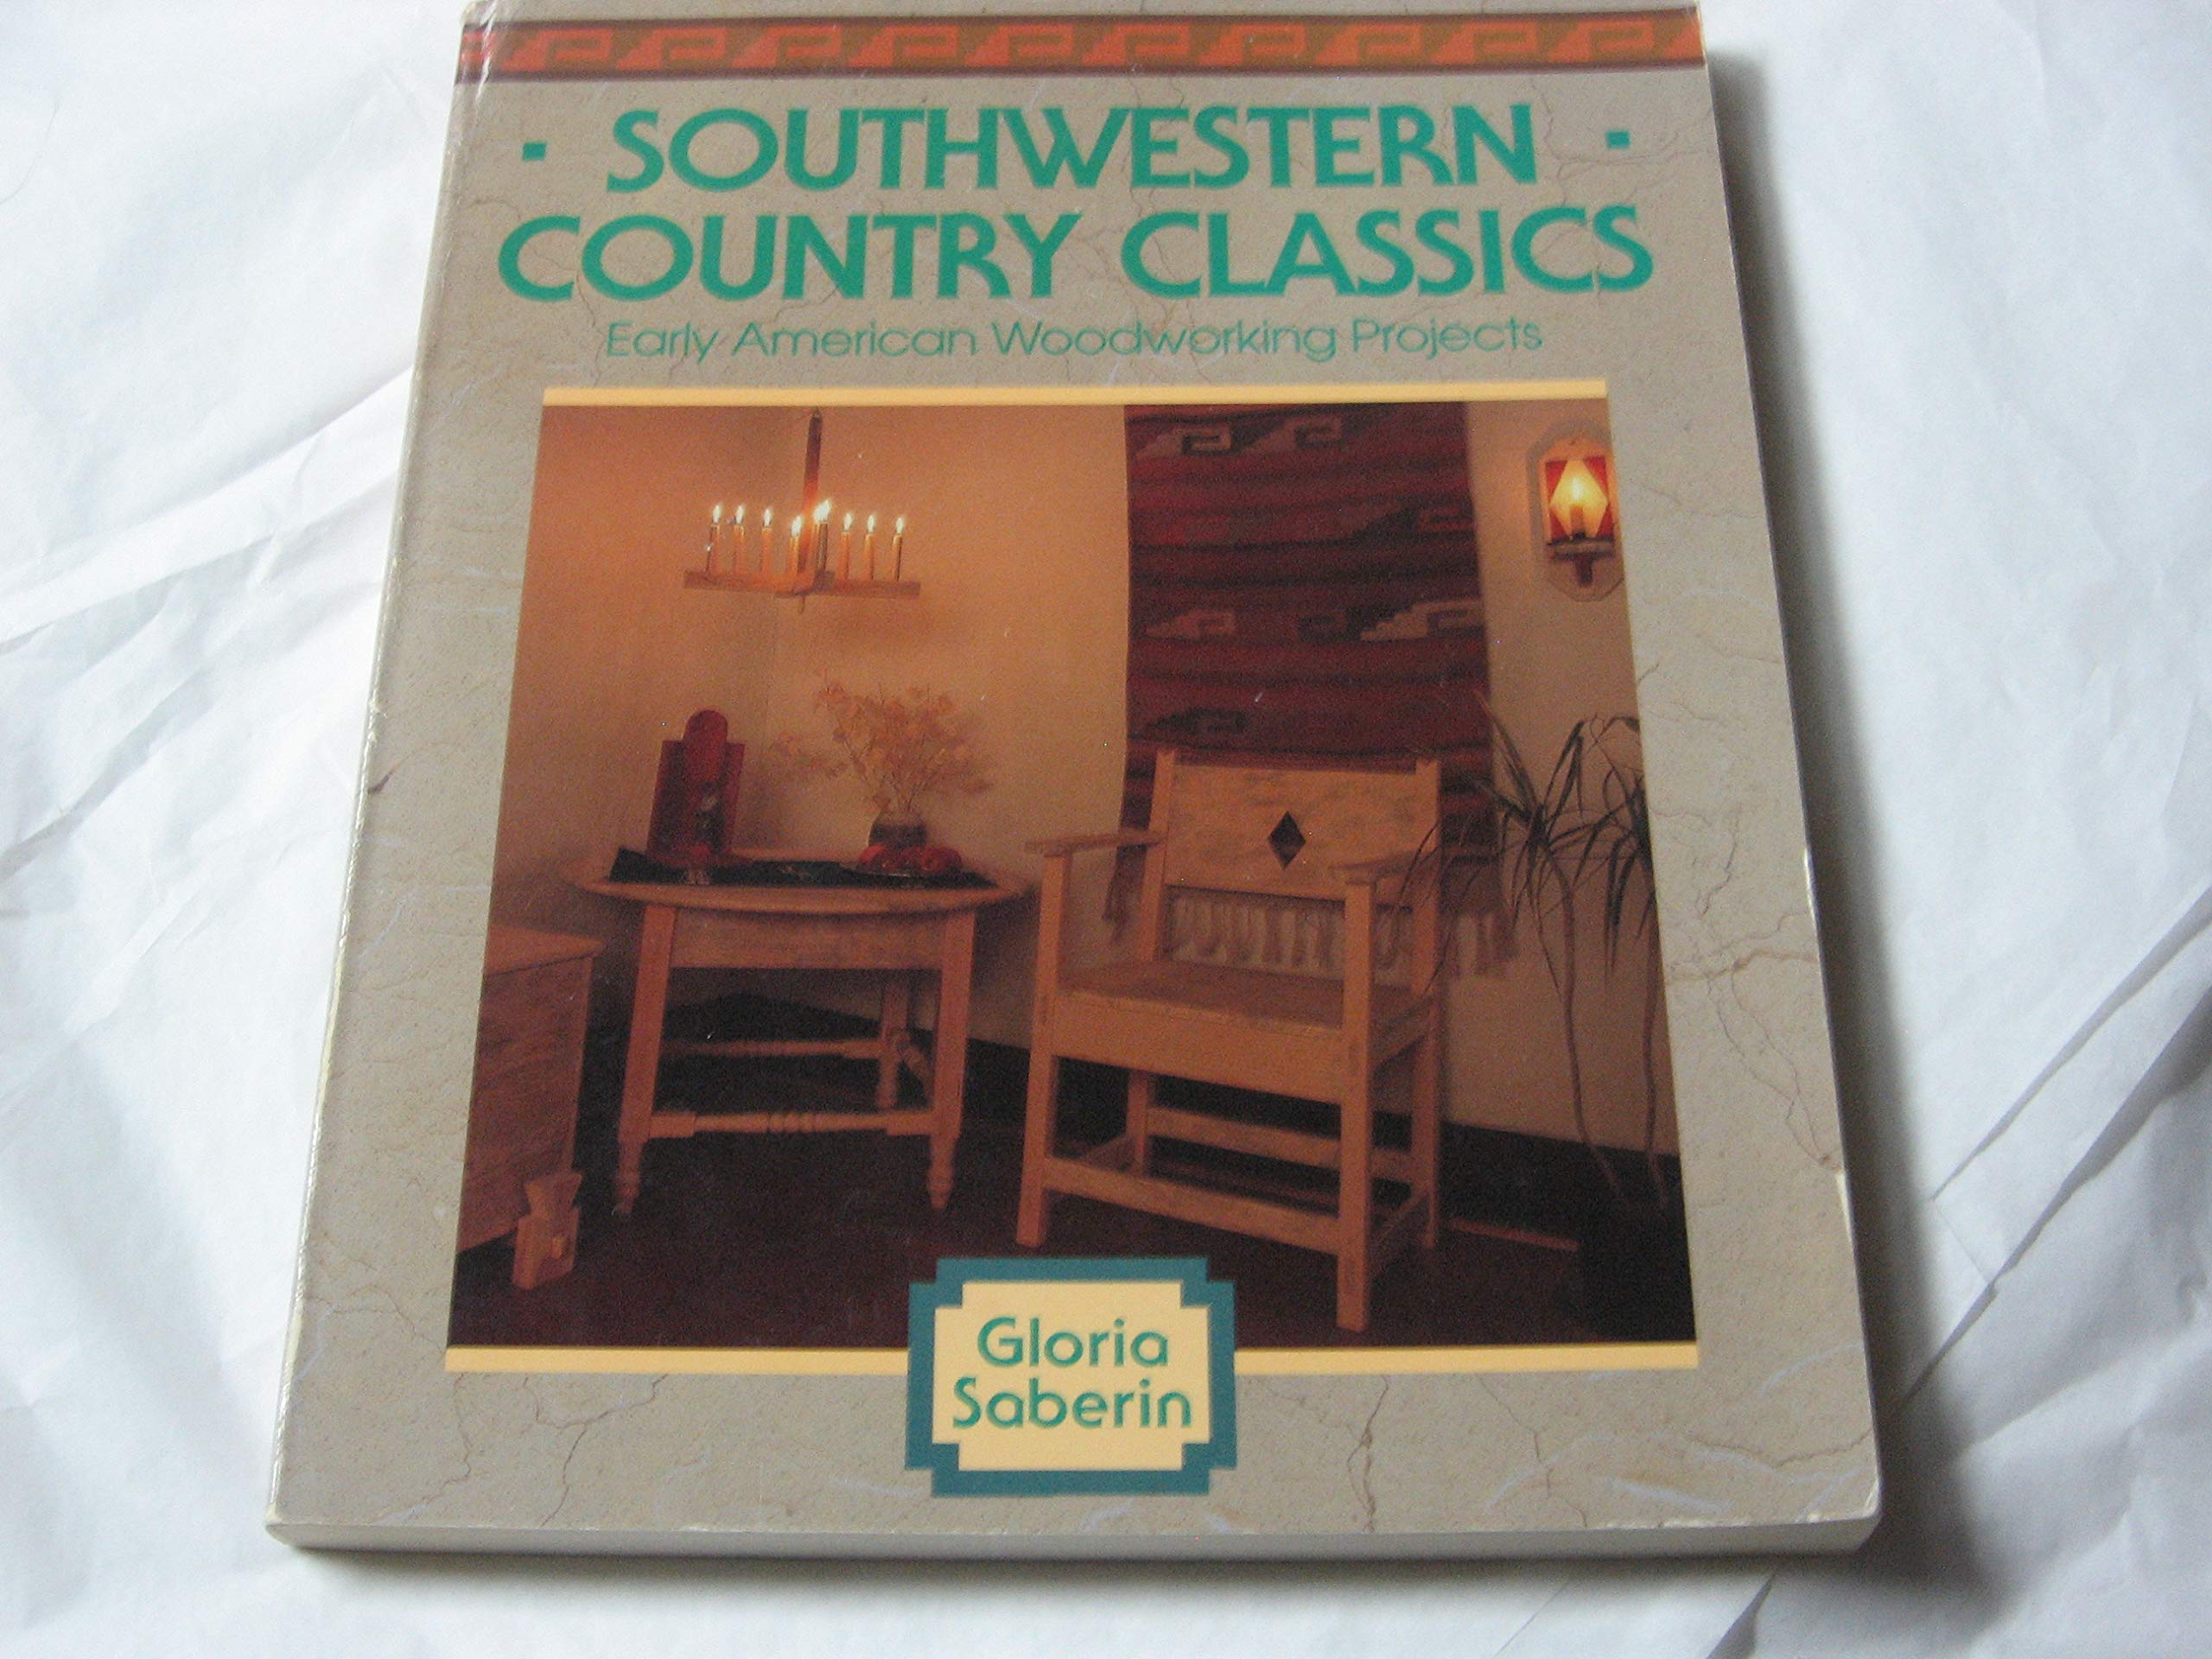 · SOUTHWESTERN ·
COUNTRY CLASSICS
Early American Woodworking Projects
Gloria
Saberin